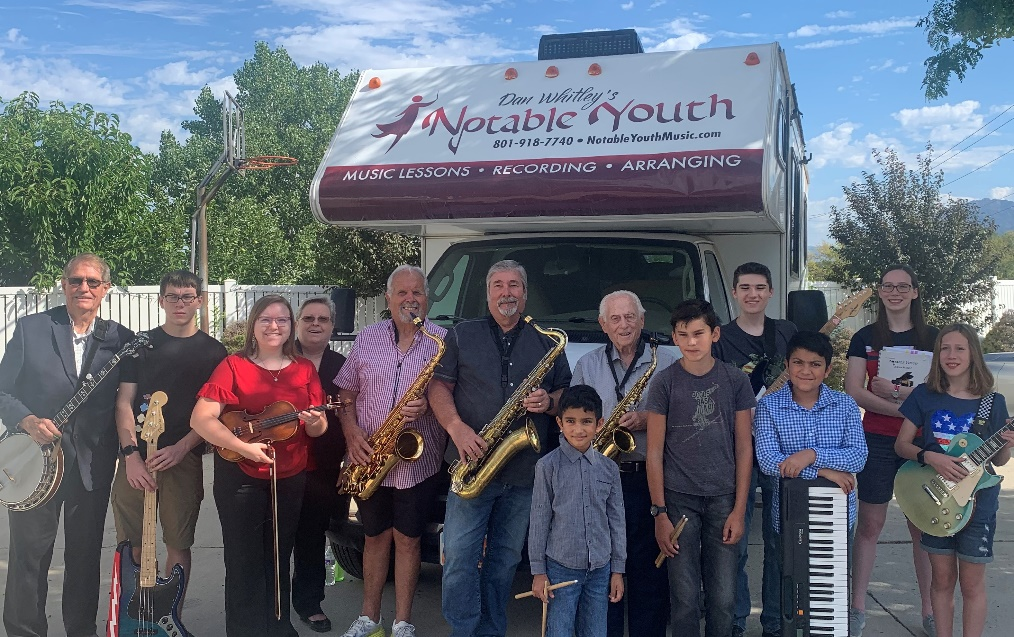 Dan Whitley's
Notable Youth
801-918-7740 • NotableYouthMusic.com
MUSIC LESSONS • RECORDING • ARRANGING